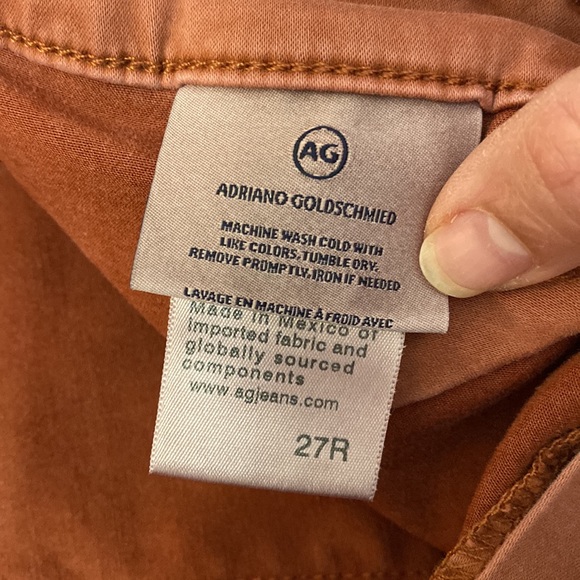 AG
ADRIANO GOLDSCHMIED
MACHINE WASH COLD WITH
LIKE COLORS. TUMBLE DRY.
REMOVE PROMPTLY. IRON IF NEEDED
LAVAGE EN MACHINE À FROID AVEC
Made in Mexico of
imported fabric and
globally sourced
components
www.agjeans.com
27R